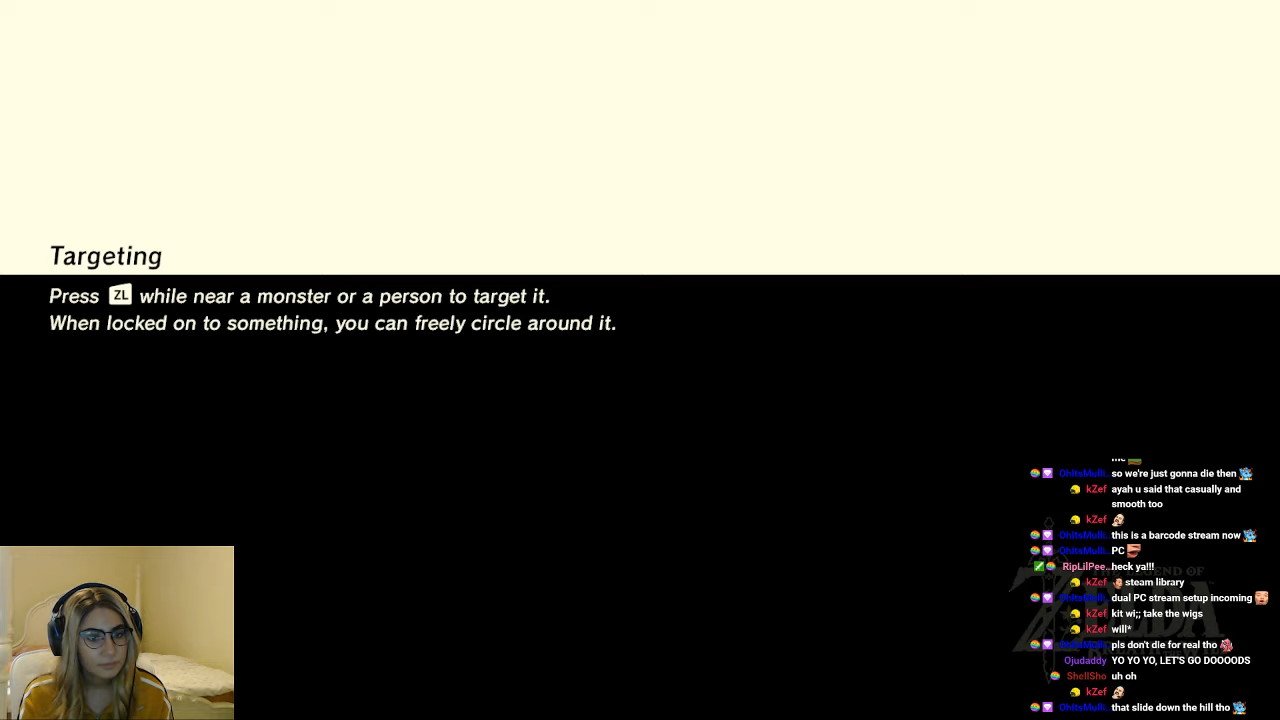 Targeting
Press ZL while near a monster or a person to target it.
When locked on to something, you can freely circle around it.
so we're just gonna die then
kZef ayah u said that casually and
smooth too
kZef
this is a barcode stream now
PC
RipLilPee.. heck ya!!!
kZef steam library
dual PC stream setup incoming
kZef kit wi;; take the wigs
kZef will*
pls don't die for real tho
Ojudaddy YO YO YO, LET'S GO DOOOODS
ShellSho uh oh
kZef
that slide down the hill tho
THE LEGEND OF
ZELDA